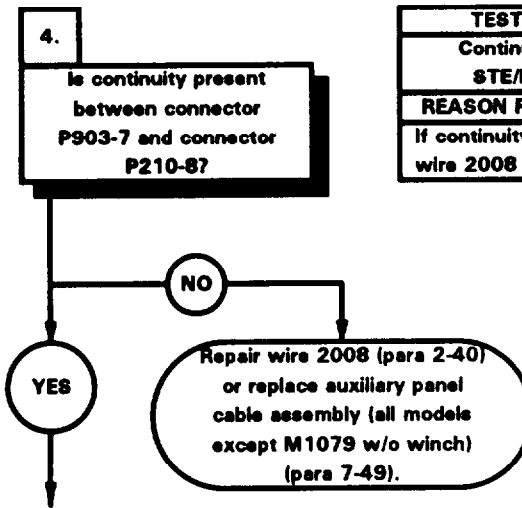 4.
Is continuity present
between connector
P903-7 and connector
P210-8?
TEST
Continu
STE/
REASON F
If continuity
wire 2008
NO
YES
Repair wire 2008 (para 2-40)
or replace auxiliary panel
cable assembly (all models
except M1079 w/o winch)
(para 7-49).